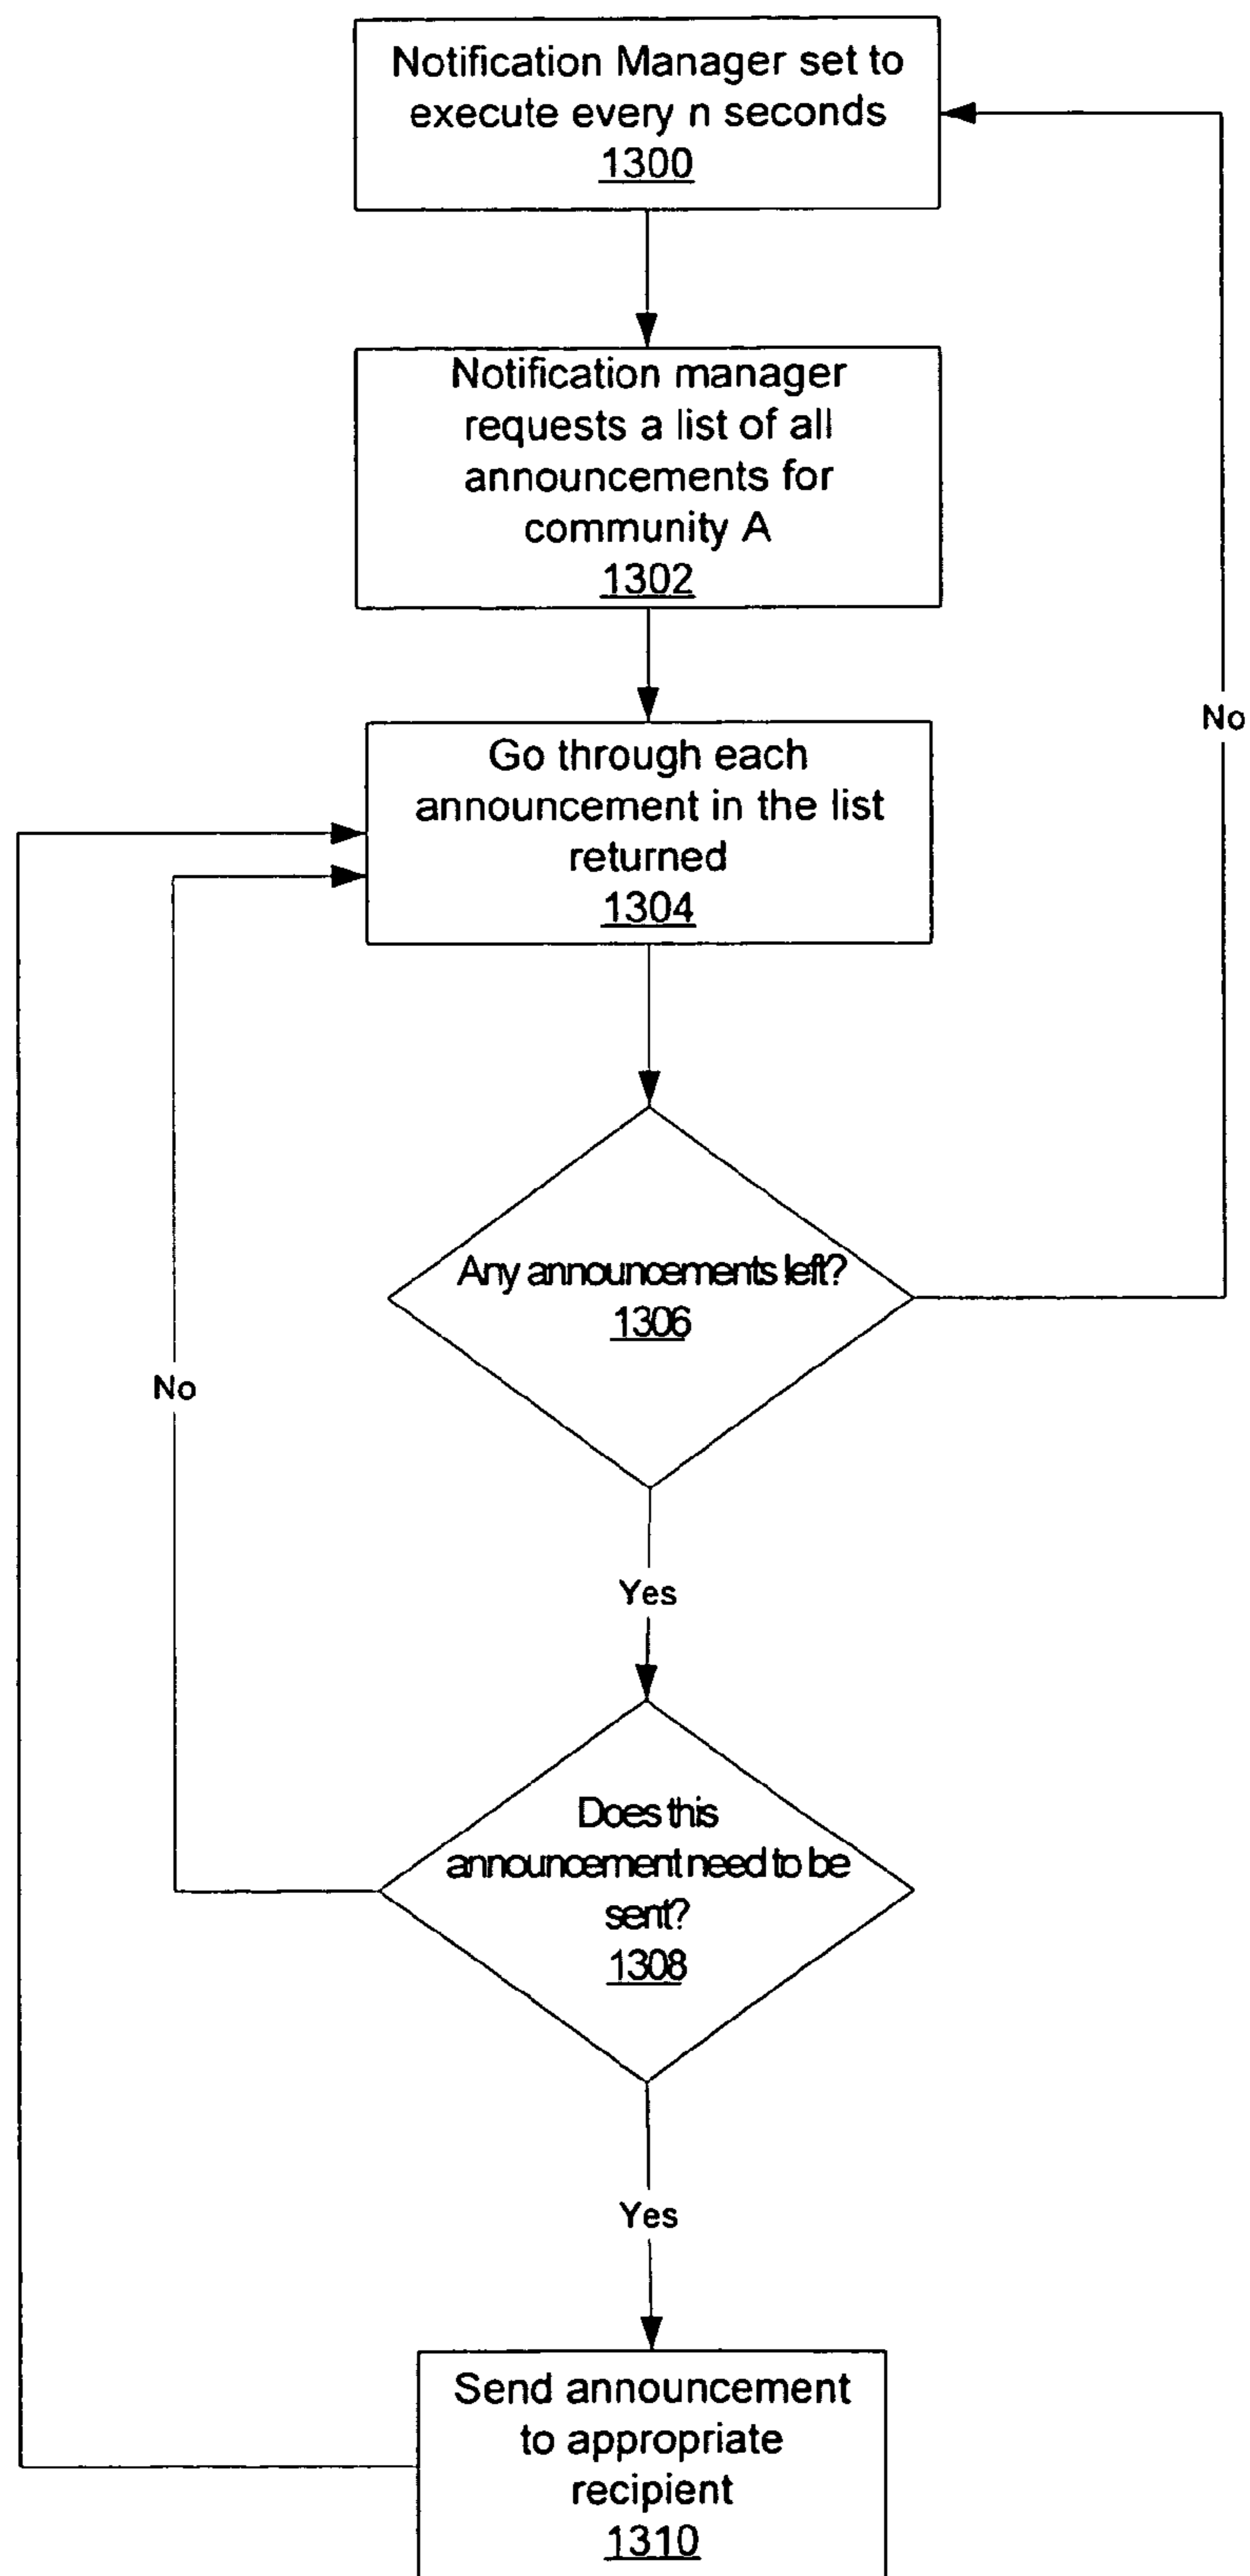 Notification Manager set to
execute every n seconds
1300
Notification manager
requests a list of all
announcements for
community A
1302
No
Go through each
announcement in the list
returned
1304
Any announcements left?
1306
No
Yes
Does this
announcement need to be
sent?
1308
Yes
Send announcement
to appropriate
recipient
1310